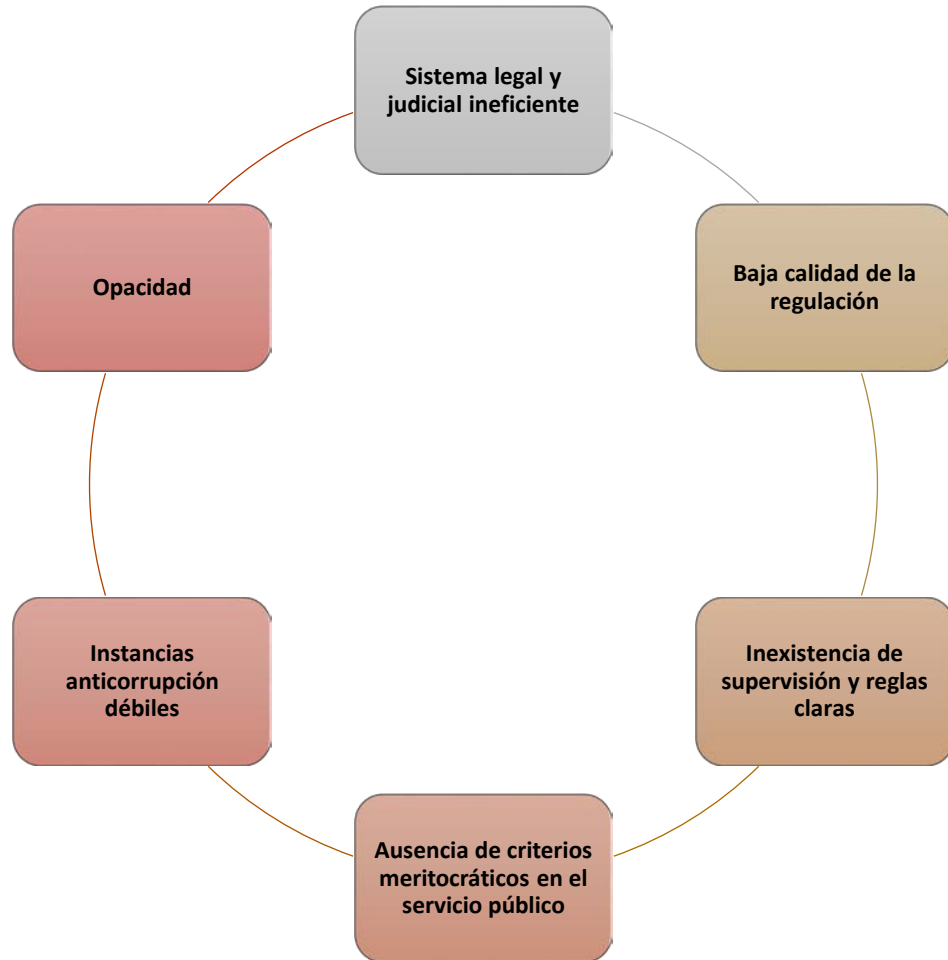 Sistema legal y
judicial ineficiente
Opacidad
Baja calidad de la
regulación
Instancias
anticorrupción
débiles
Inexistencia de
supervisión y reglas
claras
Ausencia de criterios
meritocráticos en el
servicio público